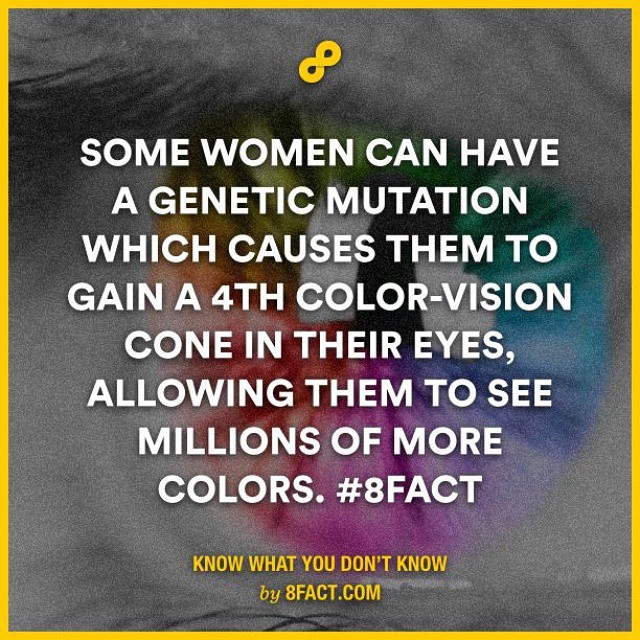 SOME WOMEN CAN HAVE
A GENETIC MUTATION
WHICH CAUSES THEM TO
GAIN A 4TH COLOR-VISION
CONE IN THEIR EYES,
ALLOWING THEM TO SEE
MILLIONS OF MORE
COLORS. #8FACT
KNOW WHAT YOU DON'T KNOW
by 8FACT.COM